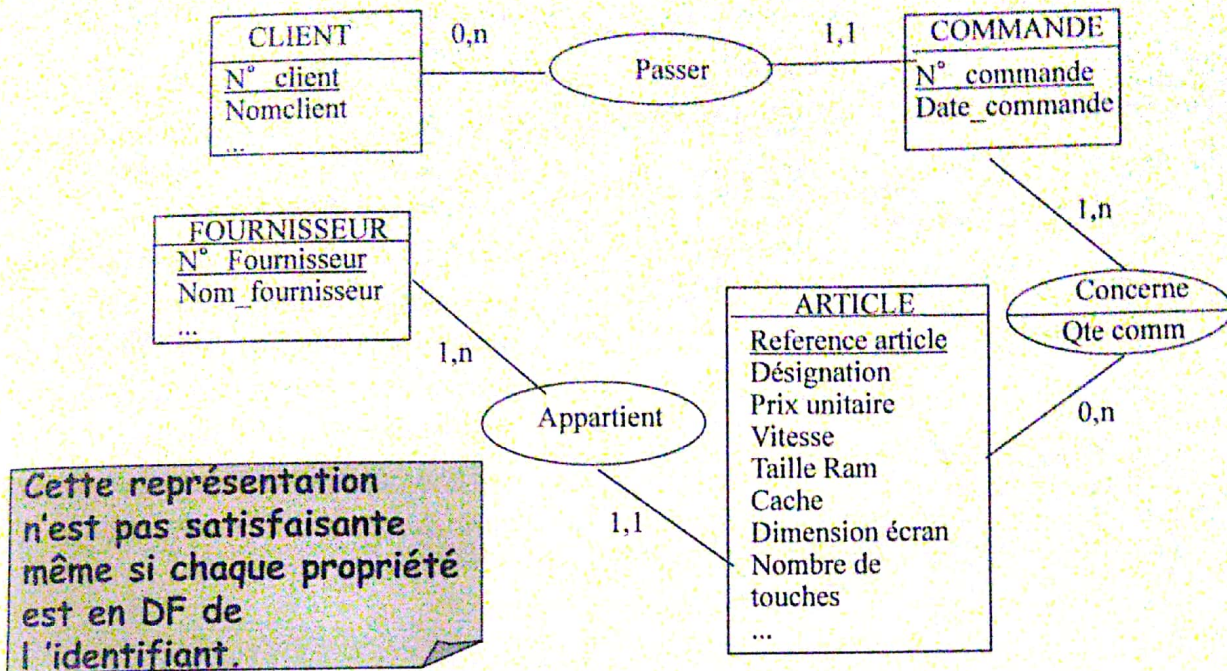 CLIENT
N° client
Nomclient
...
0,n
Passer
1,1
COMMANDE
N° commande
Date_commande
1,n
Concerne
Qte comm
0,n
FOURNISSEUR
N° Fournisseur
Nom_fournisseur
...
1,n
Appartient
1,1
ARTICLE
Reference article
Désignation
Prix unitaire
Vitesse
Taille Ram
Cache
Dimension écran
Nombre de
touches
...
Cette représentation
n'est pas satisfaisante
même si chaque propriété
est en DF de
l'identifiant.